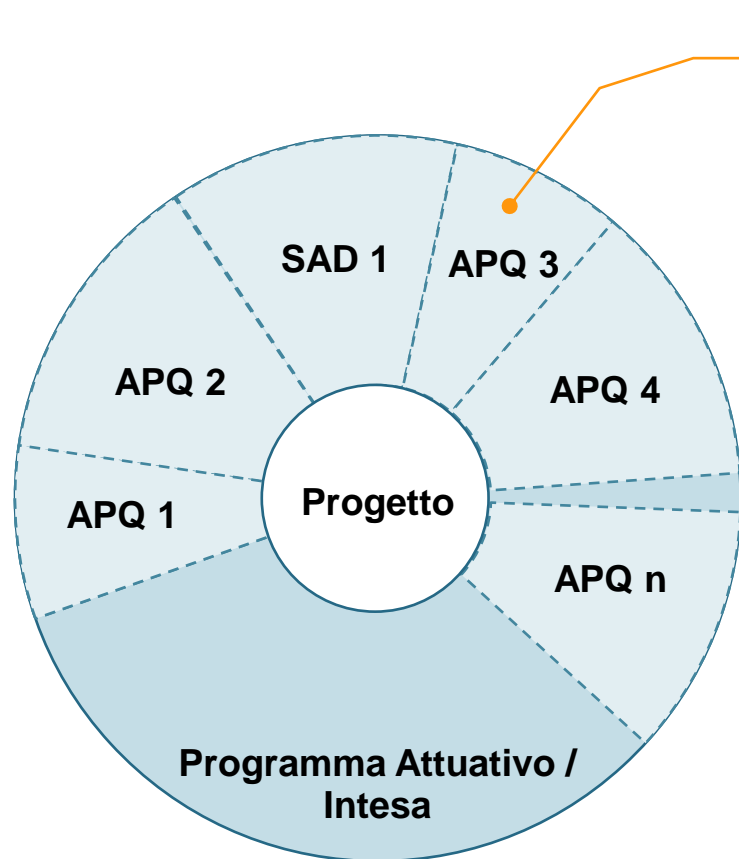 SAD 1
APQ 3
APQ 2
APQ 4
Progetto
APQ 1
APQ n
Programma Attuativo /
Intesa